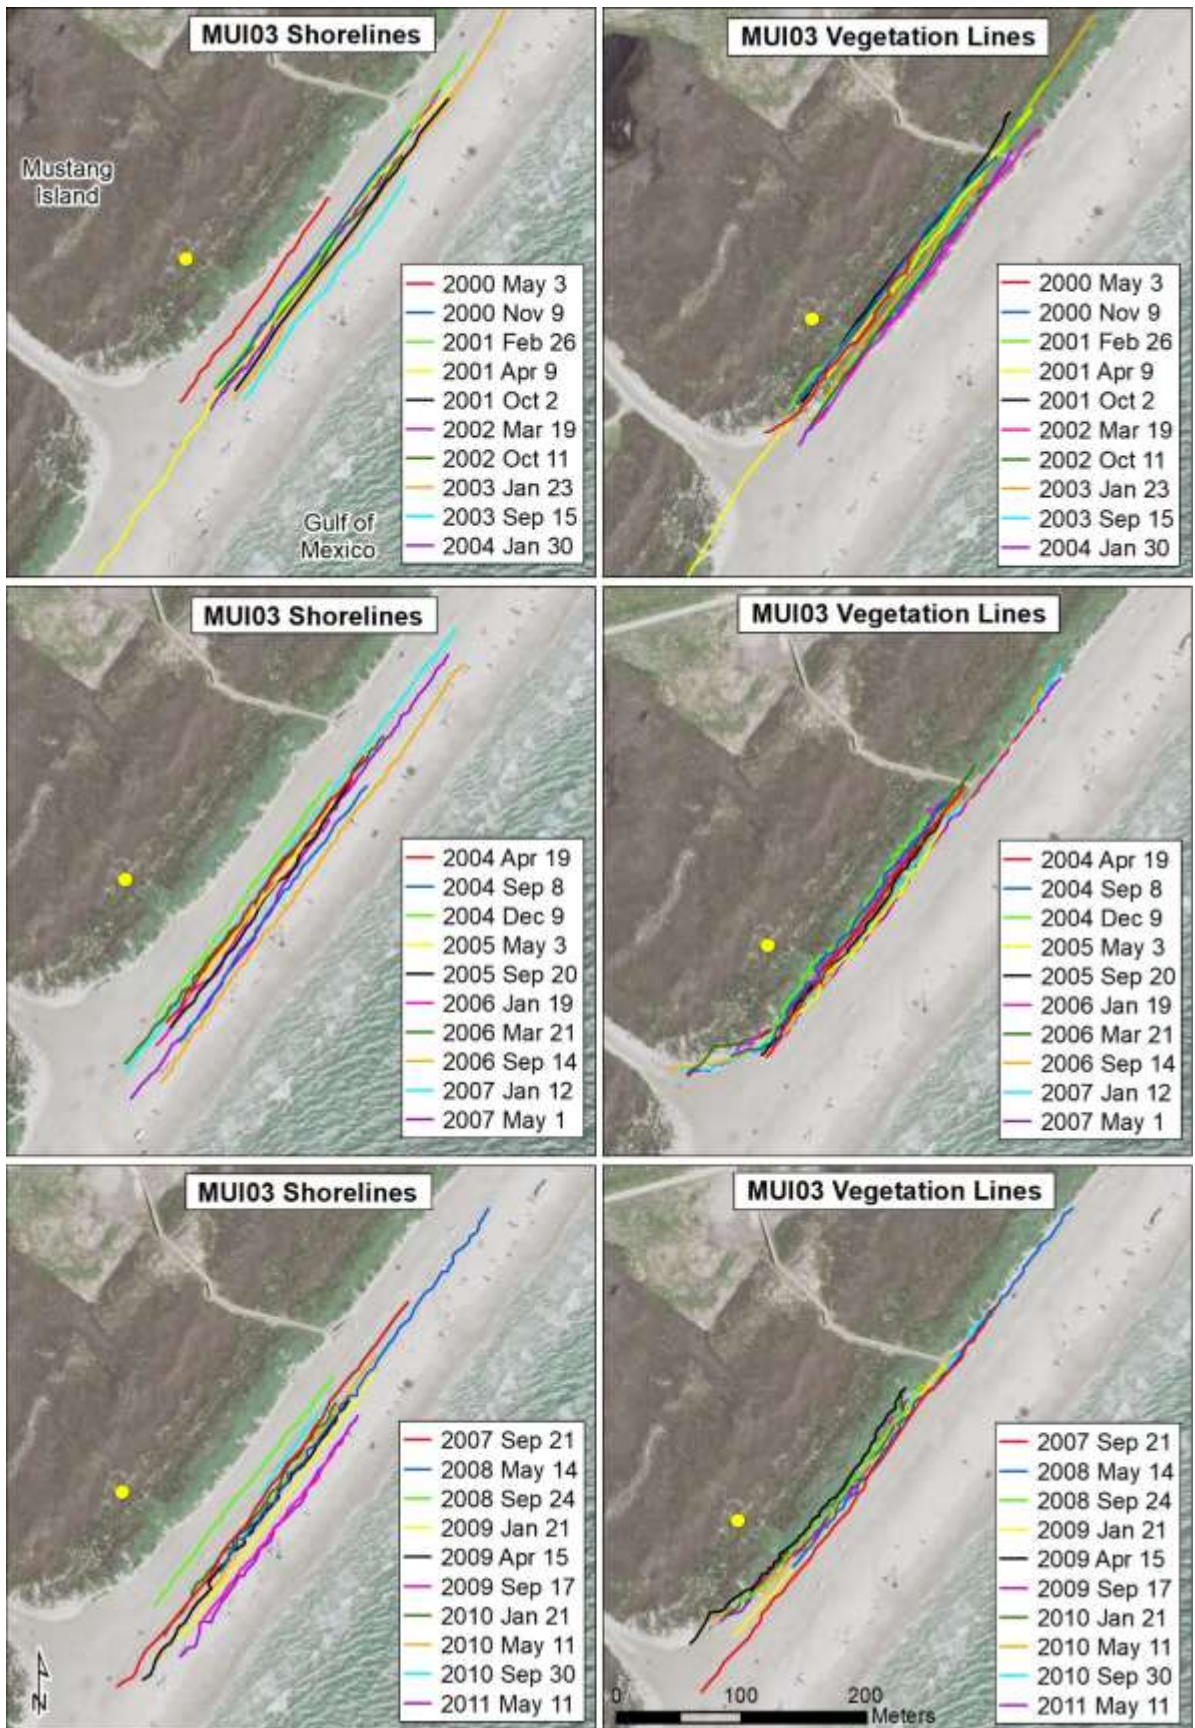 MUI03 Shorelines
Mustang
Island
2000 May 3
2000 Nov 9
2001 Feb 26
2001 Apr 9
2001 Oct 2
2002 Mar 19
2002 Oct 11
2003 Jan 23
2003 Sep 15
2004 Jan 30
Gulf of
Mexico
MUI03 Vegetation Lines
2000 May 3
2000 Nov 9
2001 Feb 26
2001 Apr 9
2001 Oct 2
2002 Mar 19
2002 Oct 11
2003 Jan 23
2003 Sep 15
2004 Jan 30
MUI03 Shorelines
2004 Apr 19
2004 Sep 8
2004 Dec 9
2005 May 3
2005 Sep 20
2006 Jan 19
2006 Mar 21
2006 Sep 14
2007 Jan 12
2007 May 1
MUI03 Vegetation Lines
2004 Apr 19
2004 Sep 8
2004 Dec 9
2005 May 3
2005 Sep 20
2006 Jan 19
2006 Mar 21
2006 Sep 14
2007 Jan 12
2007 May 1
MUI03 Shorelines
2007 Sep 21
2008 May 14
2008 Sep 24
2009 Jan 21
2009 Apr 15
2009 Sep 17
2010 Jan 21
2010 May 11
2010 Sep 30
2011 May 11
N
MUI03 Vegetation Lines
2007 Sep 21
2008 May 14
2008 Sep 24
2009 Jan 21
2009 Apr 15
2009 Sep 17
2010 Jan 21
2010 May 11
2010 Sep 30
2011 May 11
0 100 200
Meters